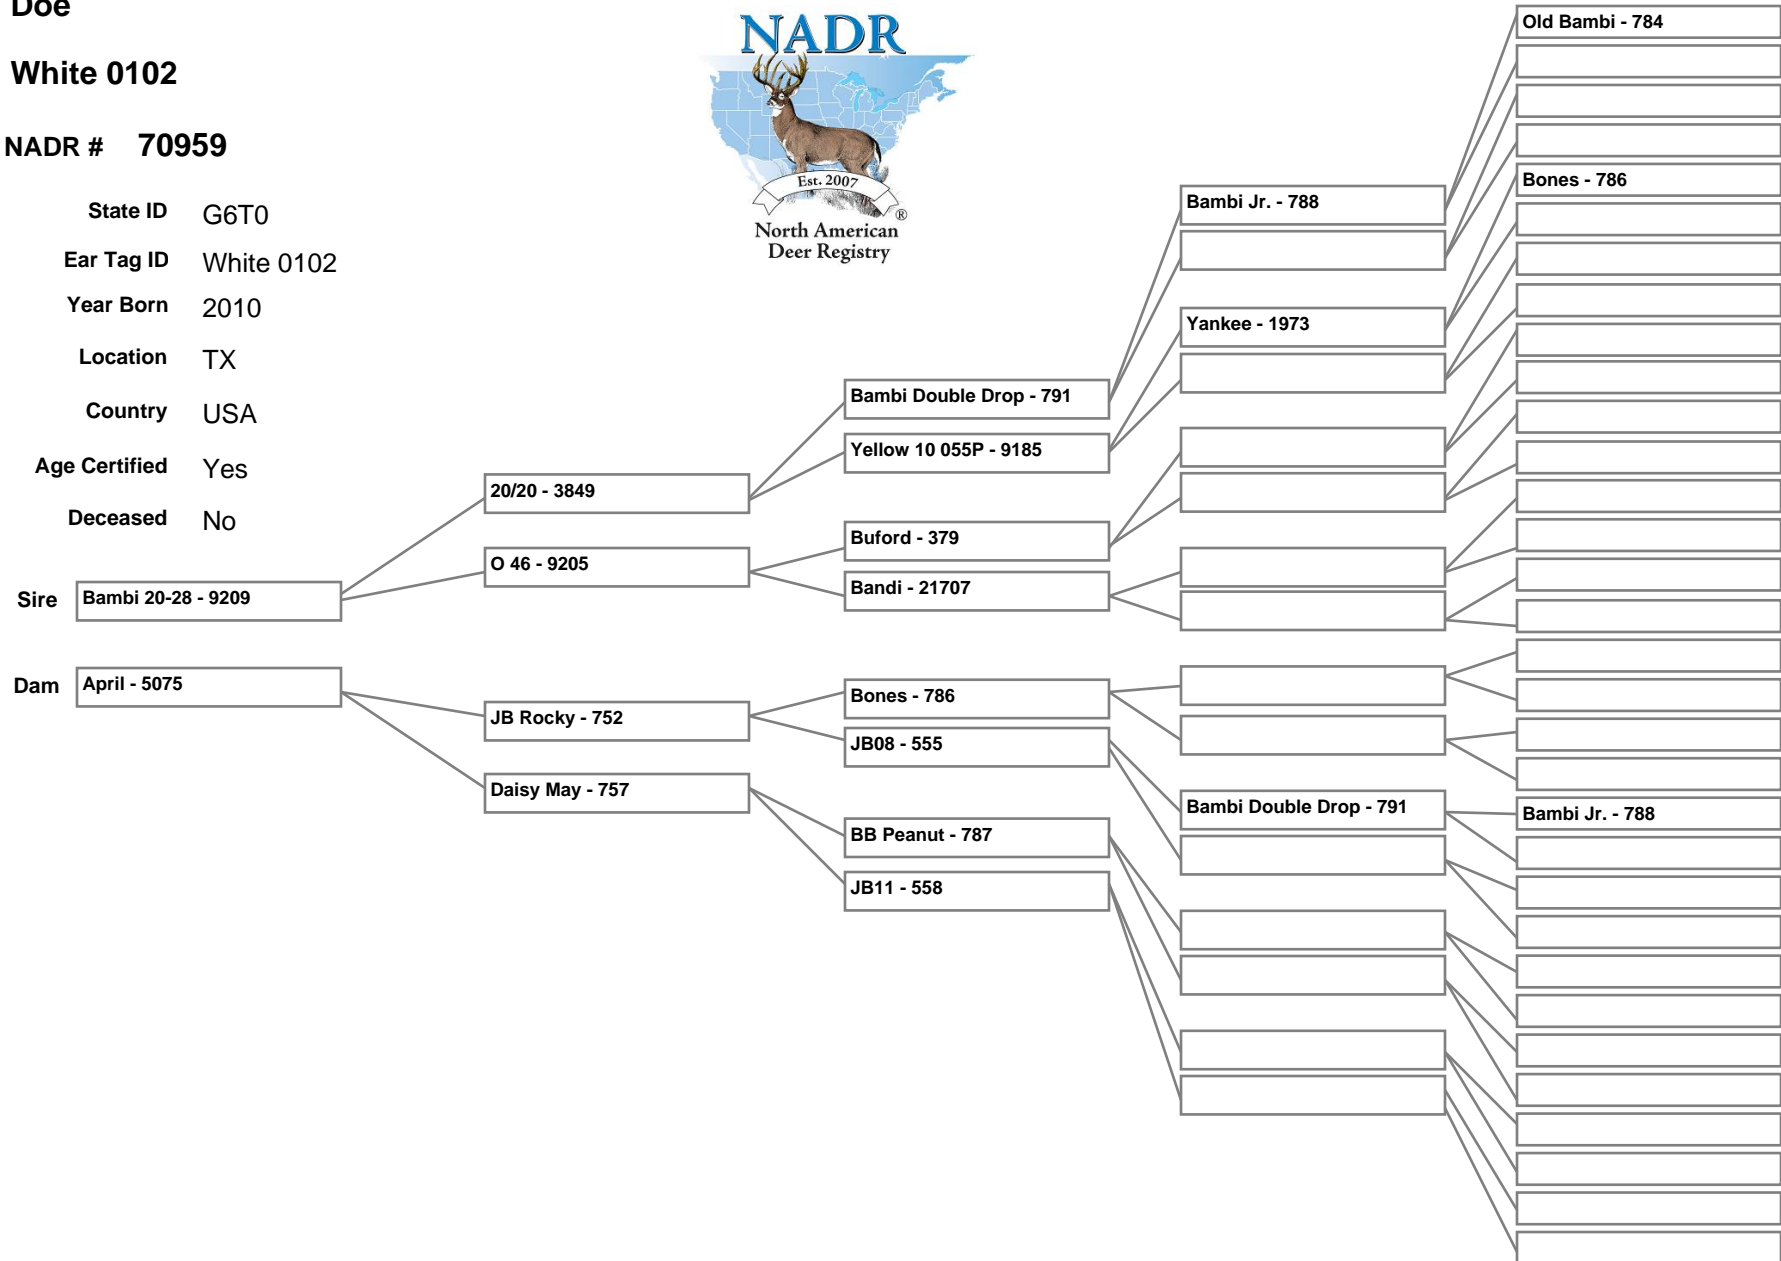 Doe
White 0102
NADR # 70959
State ID G6T0
Ear Tag ID White 0102
Year Born 2010
Location TX
Country USA
Age Certified Yes
Deceased No
NADR
Est. 2007
®
North American
Deer Registry
Sire Bambi 20-28 - 9209
Dam April - 5075
20/20 - 3849
O 46 - 9205
JB Rocky - 752
Daisy May - 757
Bambi Double Drop - 791
Yellow 10 055P - 9185
Buford - 379
Bandi - 21707
Bones - 786
JB08 - 555
BB Peanut - 787
JB11 - 558
Bambi Jr. - 788
Yankee - 1973
Bambi Double Drop - 791
Old Bambi - 784
Bones - 786
Bambi Jr. - 788